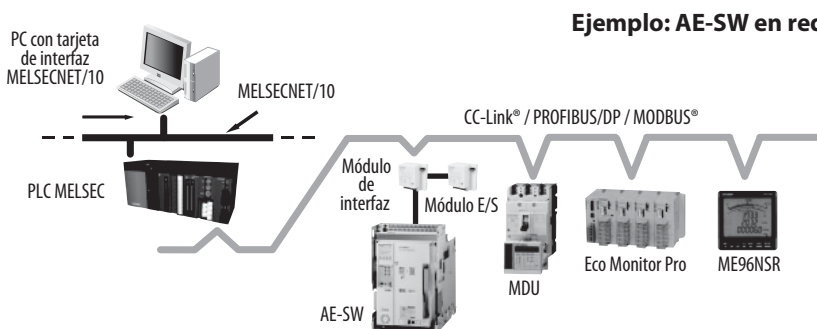 Ejemplo: AE-SW en red
PC con tarjeta
de interfaz
MELSECNET/10
MELSECNET/10
CC-Link® / PROFIBUS/DP / MODBUS®
PLC MELSEC
Módulo
de
interfaz
Módulo E/S
AE-SW
MDU
Eco Monitor Pro
ME96NSR